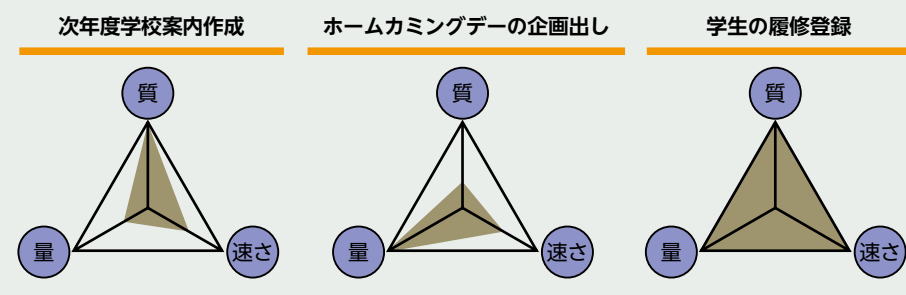 次年度学校案内作成
ホームカミングデーの企画出し
学生の履修登録
質
質
質
量
速さ
量
速さ
量
速さ